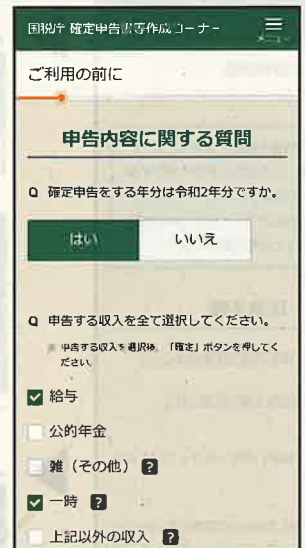 国税庁 確定申告書等作成コーナー
メニュー
ご利用の前に
申告内容に関する質問
Q 確定申告をする年分は令和2年分ですか。
はい いいえ
Q 申告する収入を全て選択してください。
※ 申告する収入を選択後、「確定」ボタンを押してく
ださい。
給与
公的年金
雑（その他） ?
一時 ?
上記以外の収入 ?